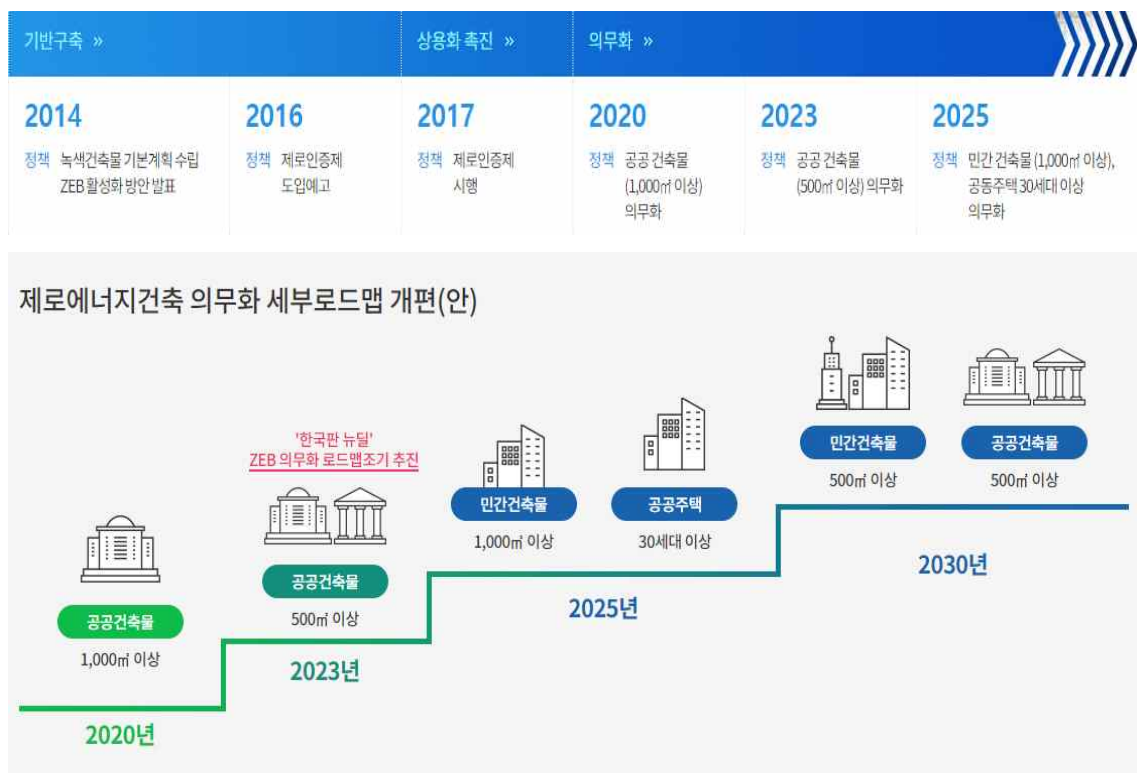 기반구축 »
상용화 촉진 »
의무화 »
2014
정책 녹색건축물 기본계획 수립
ZEB 활성화 방안 발표
2016
정책 제로인증제
도입예고
2017
정책 제로인증제
시행
2020
정책 공공 건축물
(1,000㎡ 이상)
의무화
2023
정책 공공 건축물
(500㎡ 이상) 의무화
2025
정책 민간 건축물 (1,000㎡ 이상),
공동주택 30세대 이상
의무화
제로에너지건축 의무화 세부로드맵 개편(안)
공공건축물
1,000㎡ 이상
2020년
'한국판 뉴딜'
ZEB 의무화 로드맵조기 추진
공공건축물
500㎡ 이상
2023년
민간건축물
1,000㎡ 이상
공공주택
30세대 이상
2025년
민간건축물
500㎡ 이상
공공건축물
500㎡ 이상
2030년